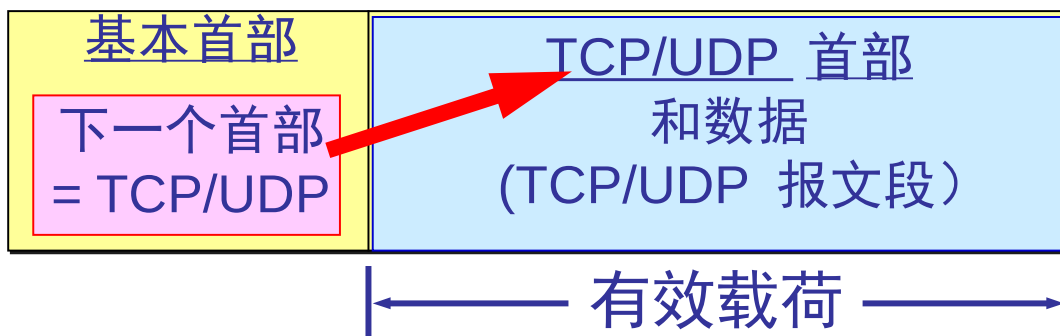 基本首部
下一个首部
= TCP/UDP
TCP/UDP 首部
和数据
(TCP/UDP 报文段）
有效载荷